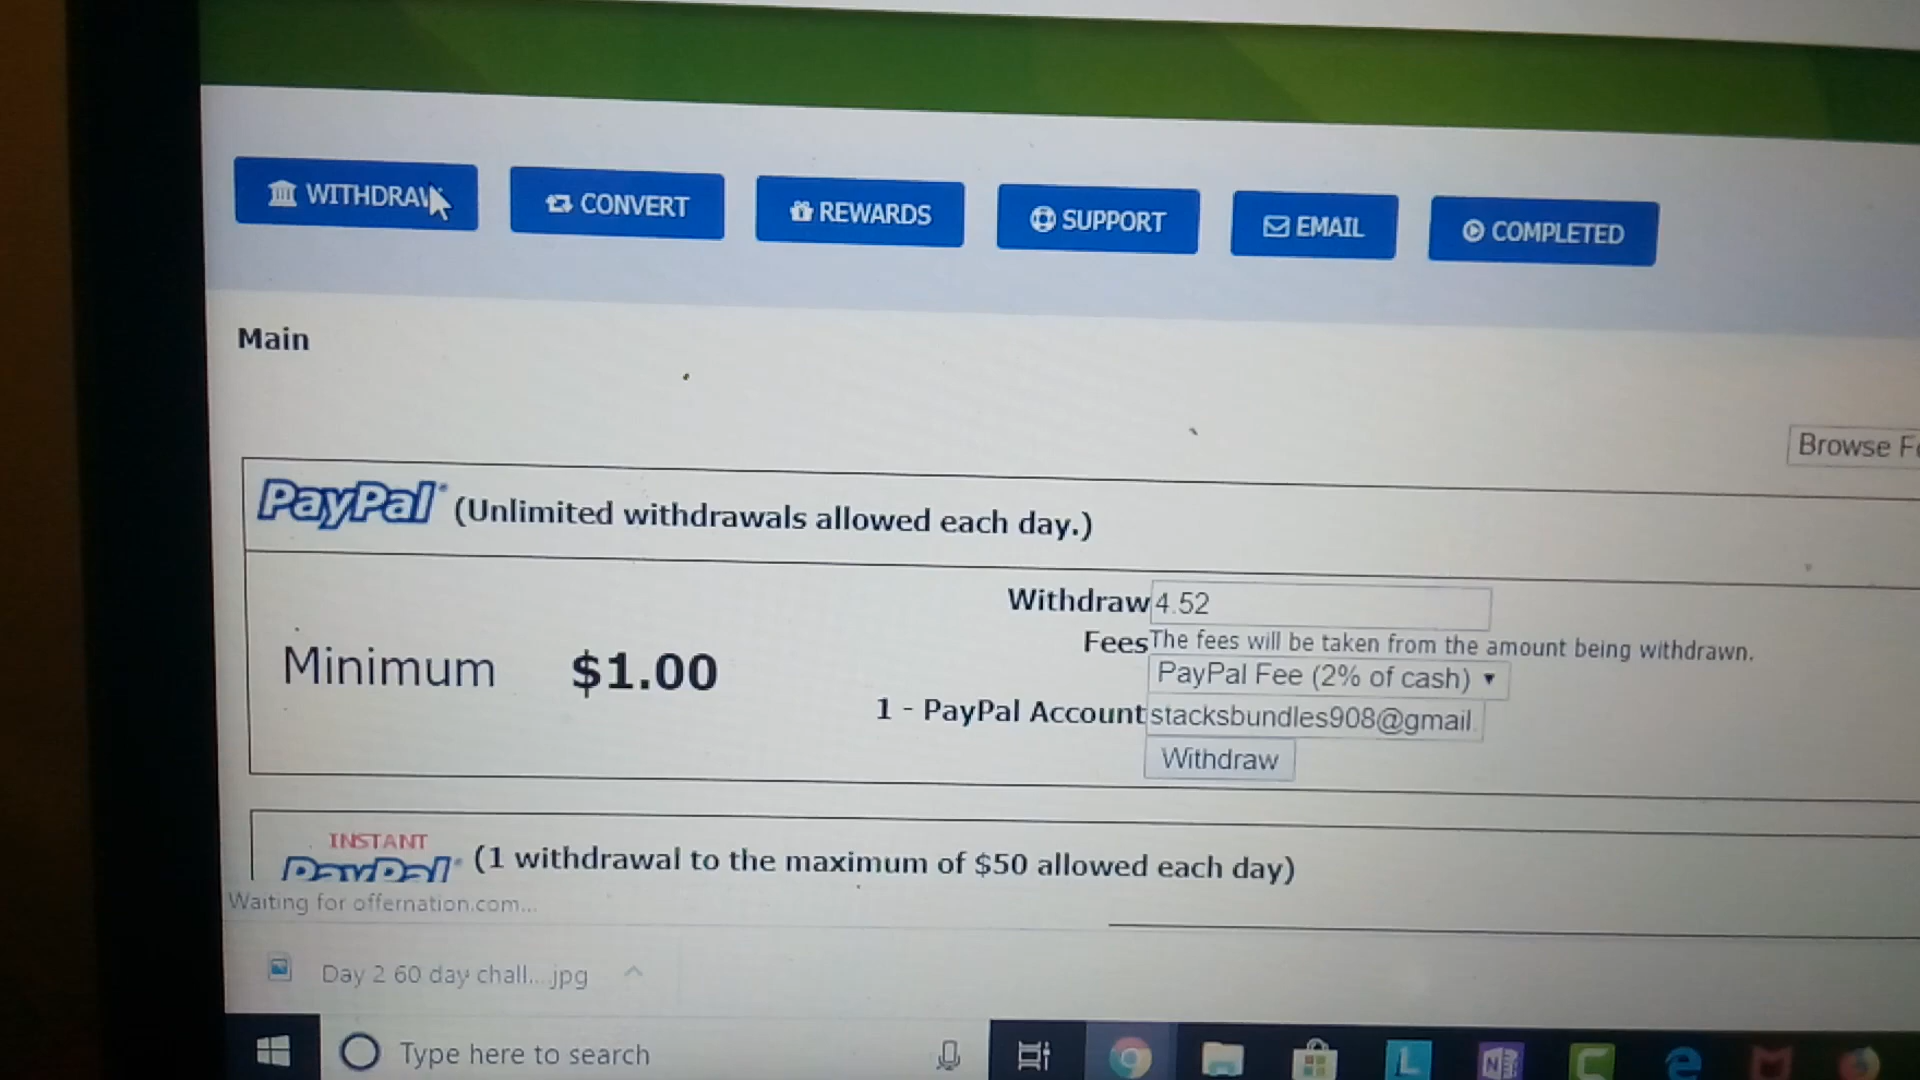 WITHDRAW
CONVERT
REWARDS
SUPPORT
EMAIL
COMPLETED
Main
Browse
PayPal (Unlimited withdrawals allowed each day.)
Withdraw 4.52
Fees The fees will be taken from the amount being withdrawn.
Minimum $1.00
PayPal Fee (2% of cash)
1 - PayPal Account stacksbundles908@gmail.
Withdraw
INSTANT
PayPal (1 withdrawal to the maximum of $50 allowed each day)
Waiting for offernation.com...
Day 2 60 day chall....jpg
Type here to search